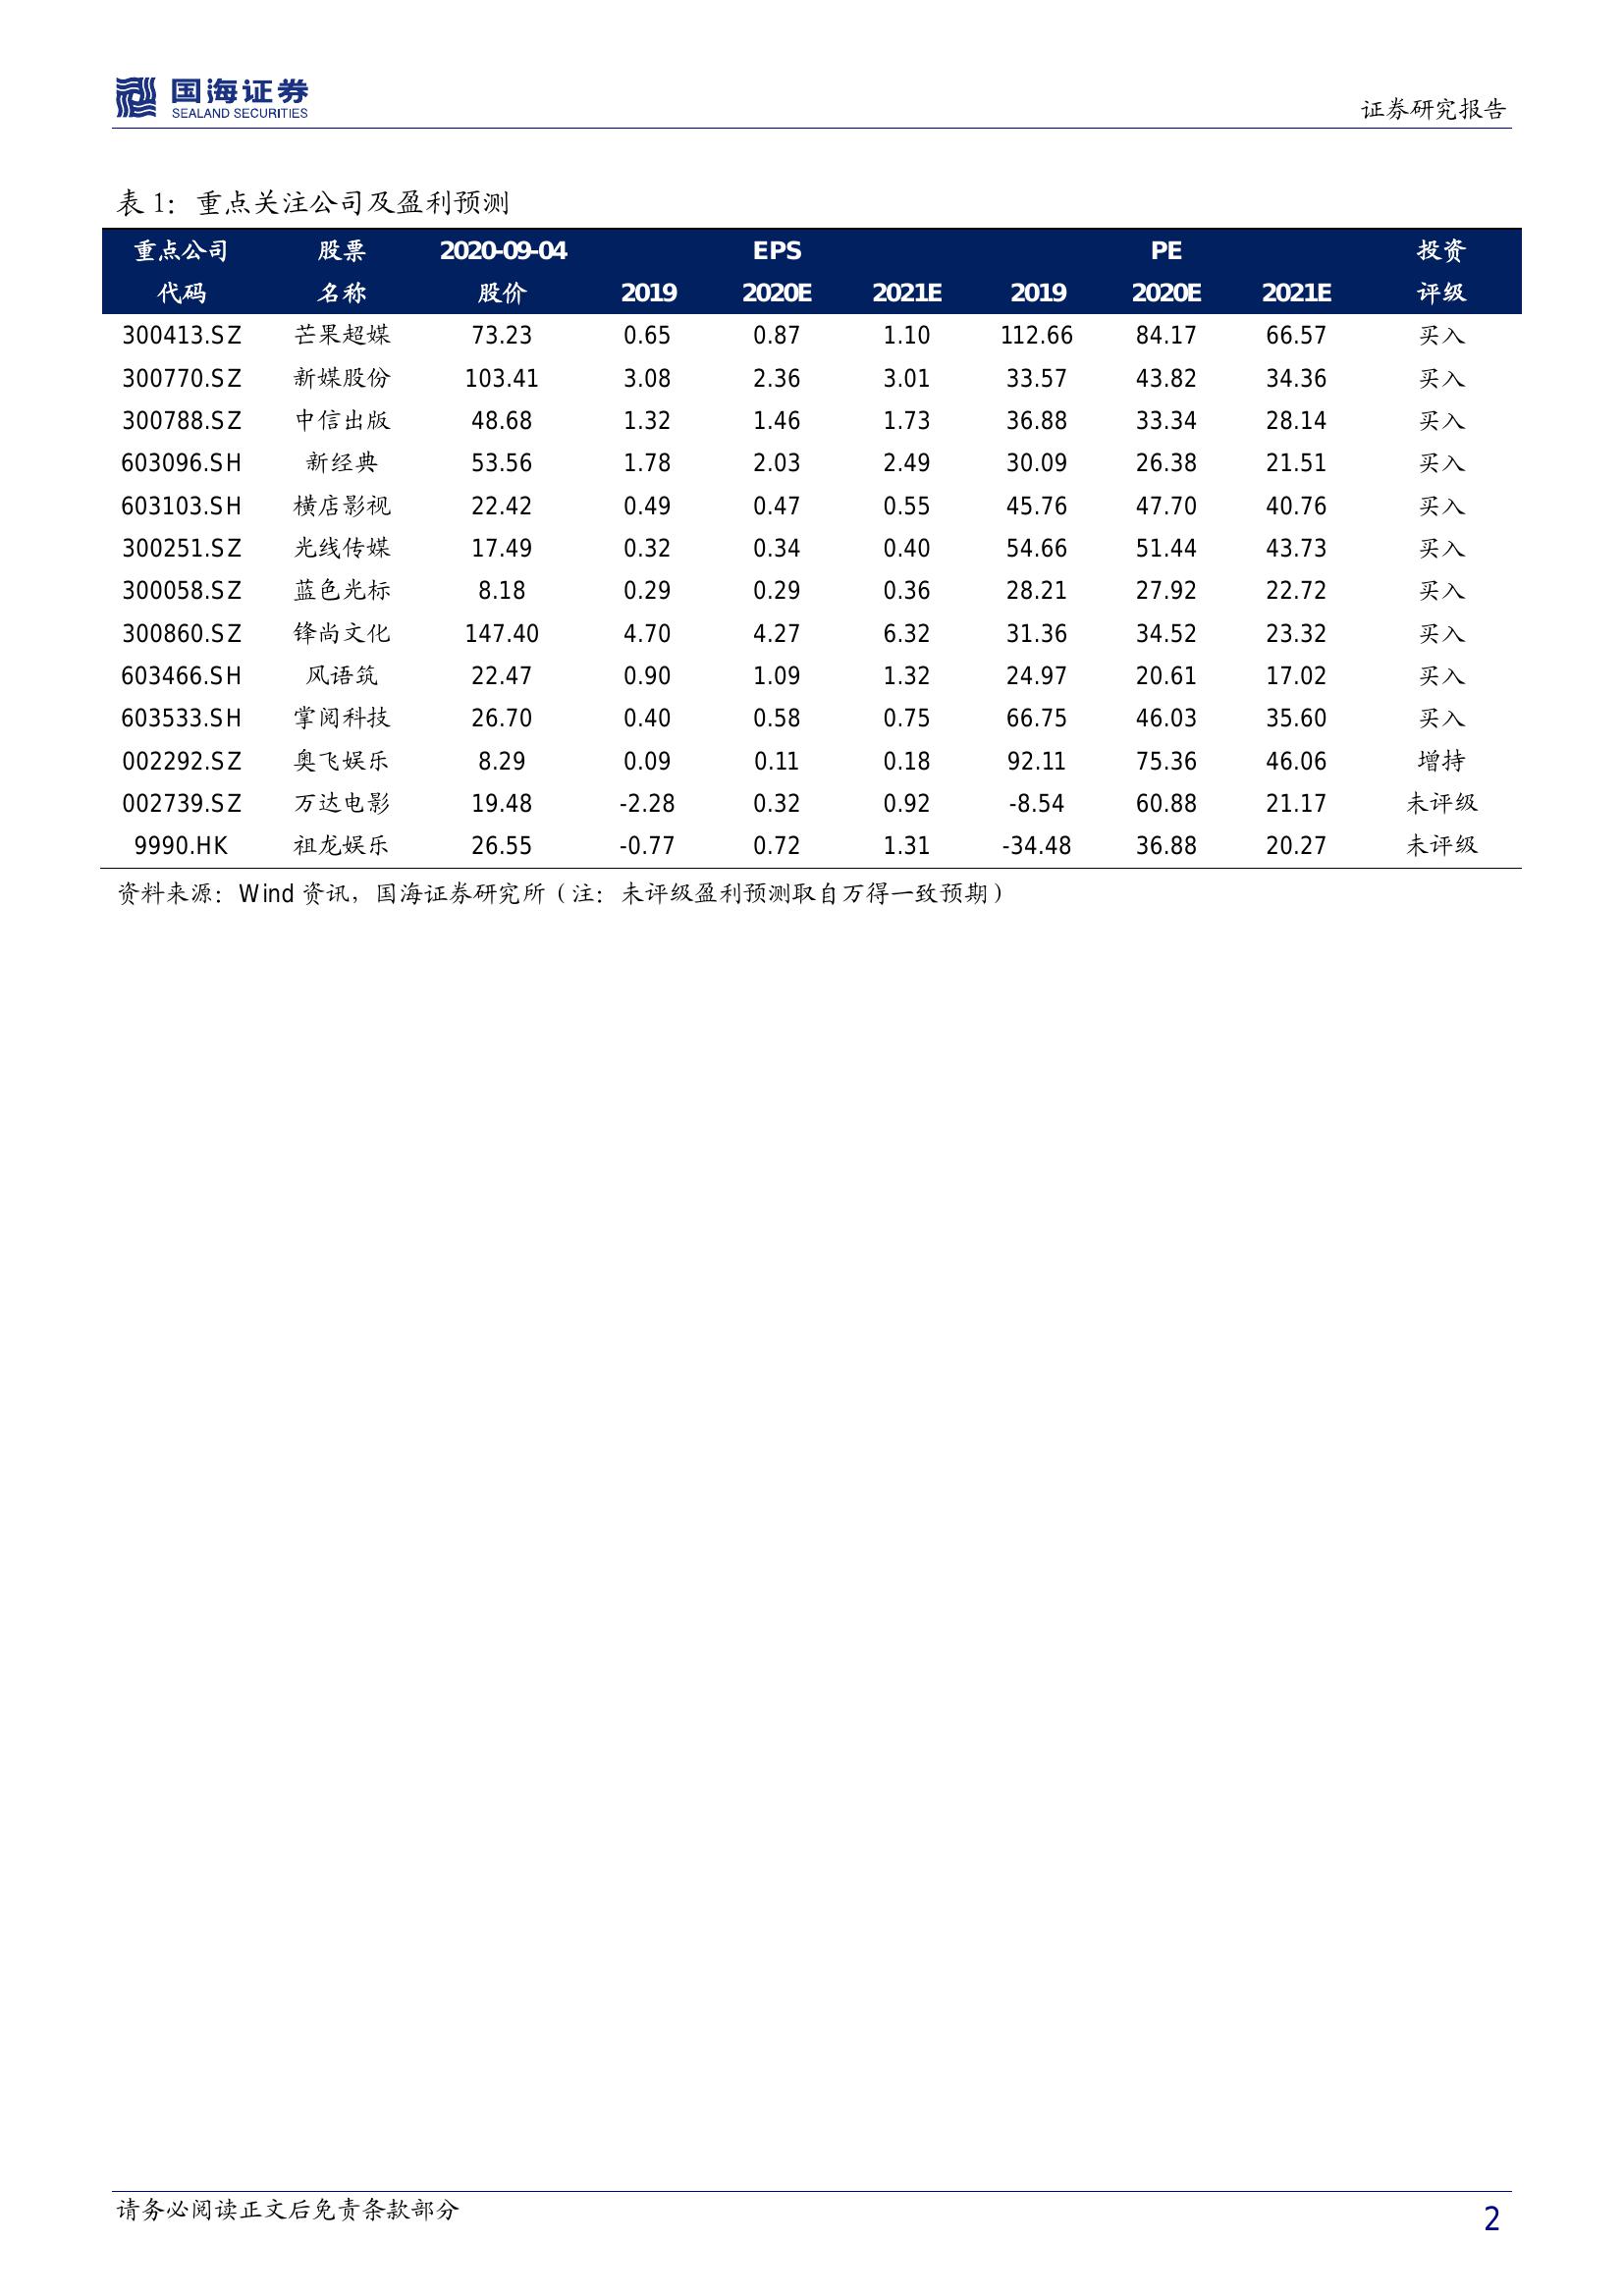 国海证券
SEALAND SECURITIES
证券研究报告
表 1：重点关注公司及盈利预测
重点公司 股票 2020-09-04 EPS PE 投资
代码 名称 股价 2019 2020E 2021E 2019 2020E 2021E 评级
300413.SZ 芒果超媒 73.23 0.65 0.87 1.10 112.66 84.17 66.57 买入
300770.SZ 新媒股份 103.41 3.08 2.36 3.01 33.57 43.82 34.36 买入
300788.SZ 中信出版 48.68 1.32 1.46 1.73 36.88 33.34 28.14 买入
603096.SH 新经典 53.56 1.78 2.03 2.49 30.09 26.38 21.51 买入
603103.SH 横店影视 22.42 0.49 0.47 0.55 45.76 47.70 40.76 买入
300251.SZ 光线传媒 17.49 0.32 0.34 0.40 54.66 51.44 43.73 买入
300058.SZ 蓝色光标 8.18 0.29 0.29 0.36 28.21 27.92 22.72 买入
300860.SZ 锋尚文化 147.40 4.70 4.27 6.32 31.36 34.52 23.32 买入
603466.SH 风语筑 22.47 0.90 1.09 1.32 24.97 20.61 17.02 买入
603533.SH 掌阅科技 26.70 0.40 0.58 0.75 66.75 46.03 35.60 买入
002292.SZ 奥飞娱乐 8.29 0.09 0.11 0.18 92.11 75.36 46.06 增持
002739.SZ 万达电影 19.48 -2.28 0.32 0.92 -8.54 60.88 21.17 未评级
9990.HK 祖龙娱乐 26.55 -0.77 0.72 1.31 -34.48 36.88 20.27 未评级
资料来源：Wind 资讯，国海证券研究所（注：未评级盈利预测取自万得一致预期）
请务必阅读正文后免责条款部分
2